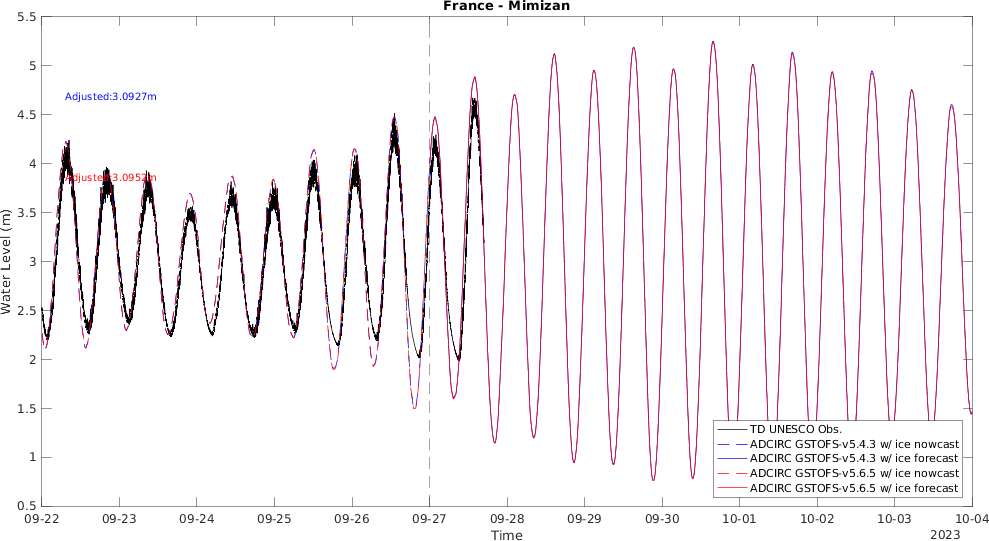 France - Mimizan
5.5
5
4.5
4
3.5
3
2.5
2
1.5
1
0.5
Water Level (m)
Adjusted:3.0927m
Adjusted:3.0952m
TD UNESCO Obs.
ADCIRC GSTOFS-v5.4.3 w/ ice nowcast
ADCIRC GSTOFS-v5.4.3 w/ ice forecast
ADCIRC GSTOFS-v5.6.5 w/ ice nowcast
ADCIRC GSTOFS-v5.6.5 w/ ice forecast
09-22 09-23 09-24 09-25 09-26 09-27 09-28 09-29 09-30 10-01 10-02 10-03 10-04
Time
2023